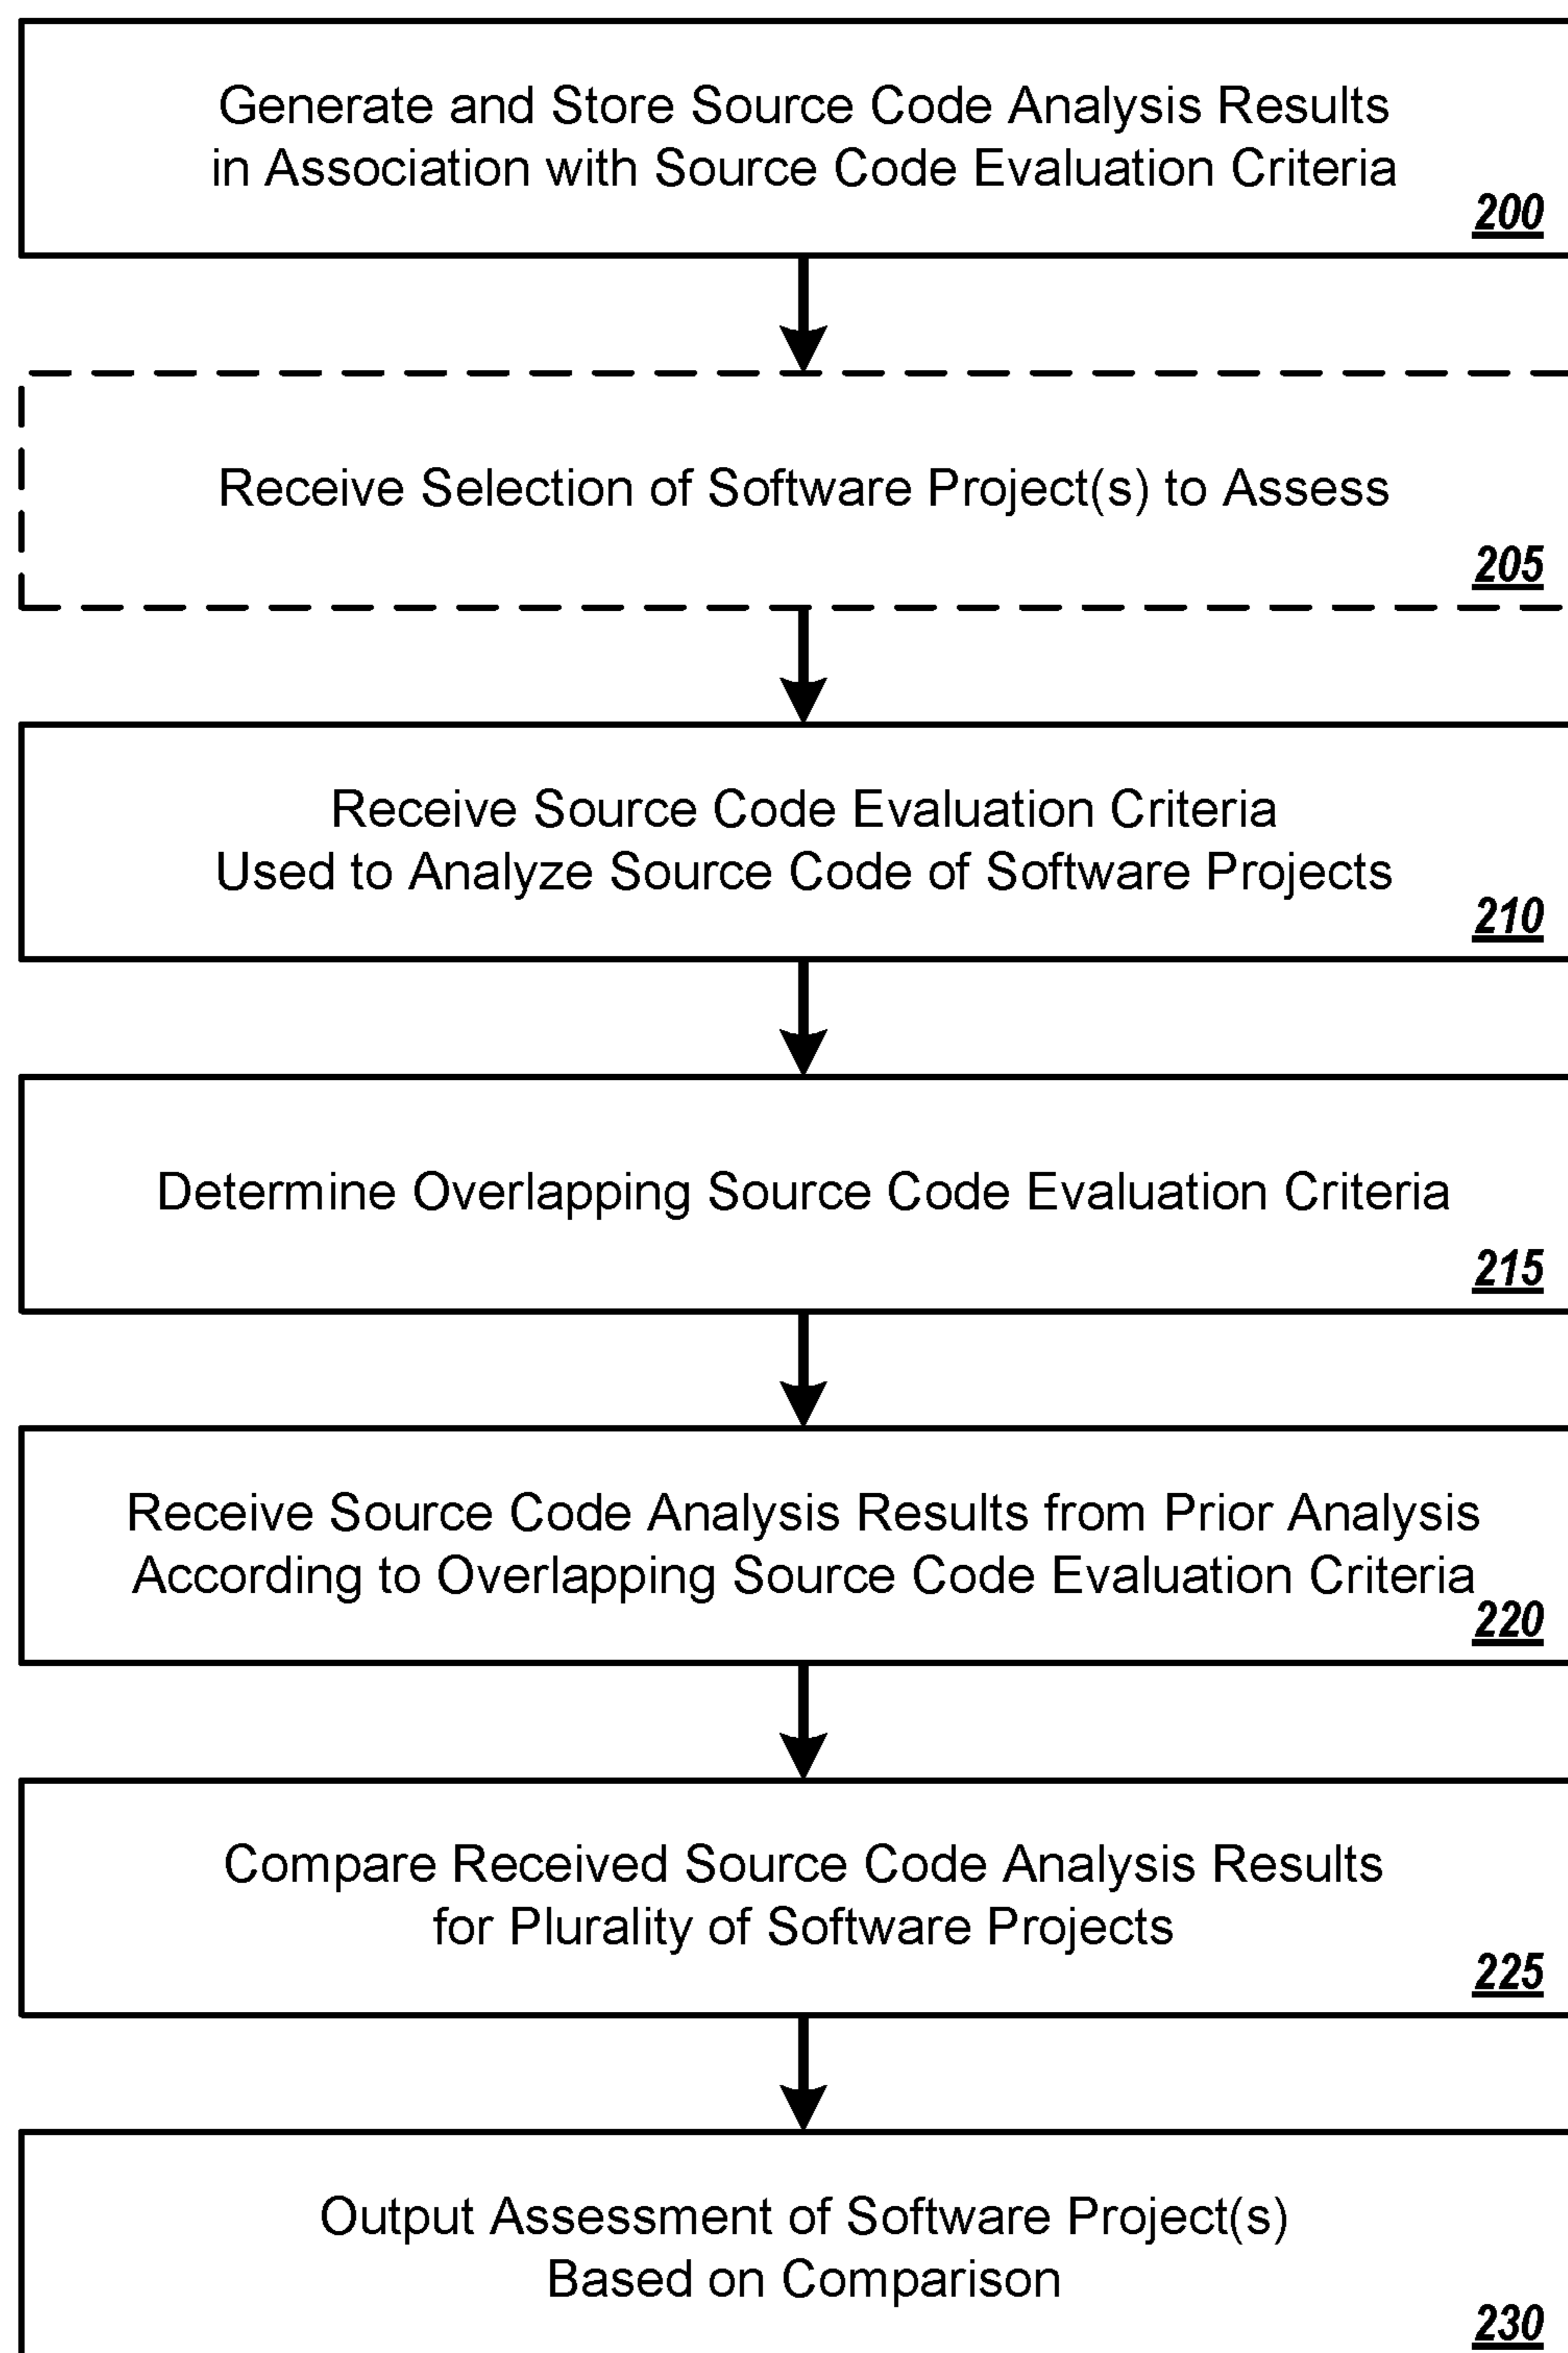 Generate and Store Source Code Analysis Results
in Association with Source Code Evaluation Criteria
200
Receive Selection of Software Project(s) to Assess
205
Receive Source Code Evaluation Criteria
Used to Analyze Source Code of Software Projects
210
Determine Overlapping Source Code Evaluation Criteria
215
Receive Source Code Analysis Results from Prior Analysis
According to Overlapping Source Code Evaluation Criteria
220
Compare Received Source Code Analysis Results
for Plurality of Software Projects
225
Output Assessment of Software Project(s)
Based on Comparison
230